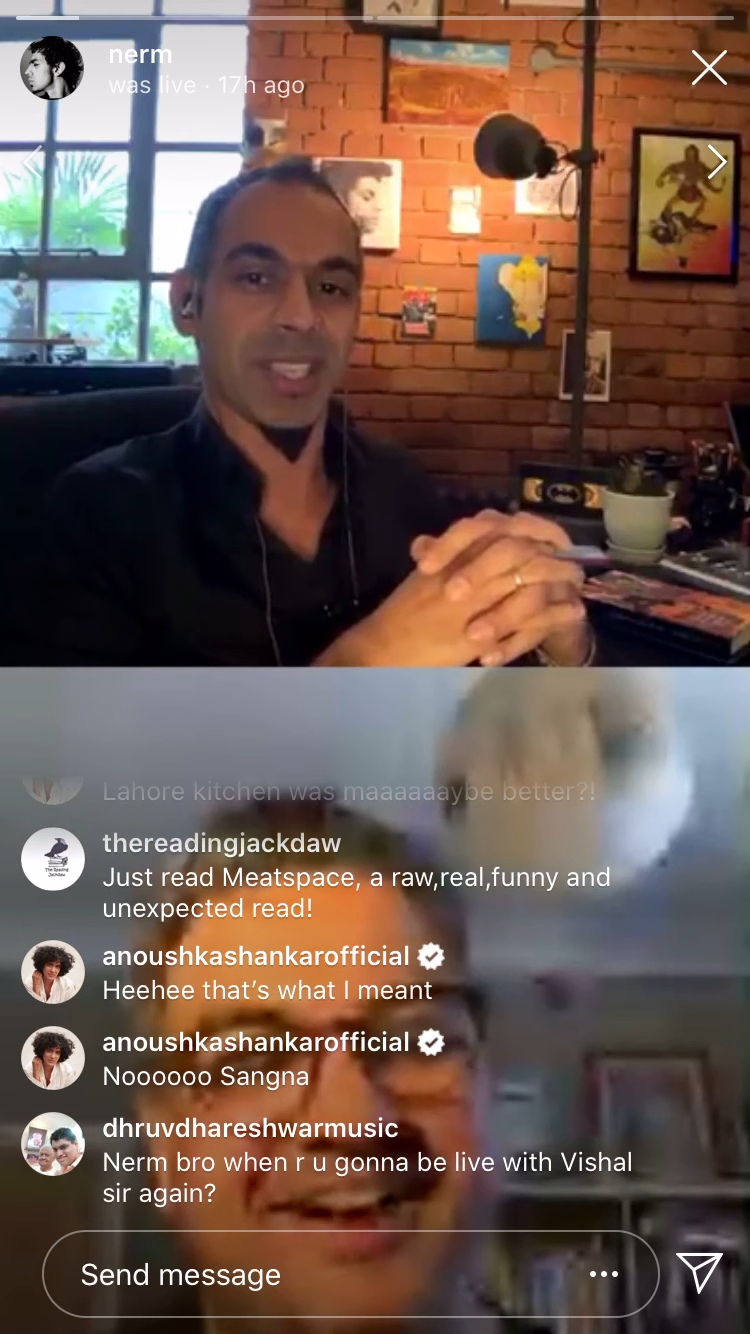 nerm
was live · 17h ago
Lahore kitchen was maaaaaaybe better?!
thereadingjackdaw
Just read Meatspace, a raw,real,funny and
unexpected read!
anoushkashankarofficial
Heehee that's what I meant
anoushkashankarofficial
Noooooo Sangna
dhruvdhareshwarmusic
Nerm bro when r u gonna be live with Vishal
sir again?
Send message